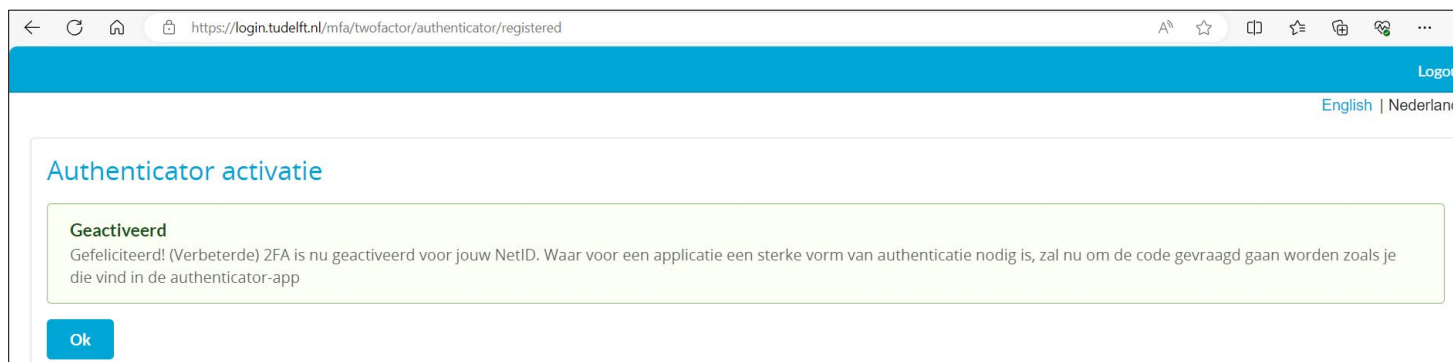 https://login.tudelft.nl/mfa/twofactor/authenticator/registered
Logou
English | Nederland
Authenticator activatie
Geactiveerd
Gefeliciteerd! (Verbeterde) 2FA is nu geactiveerd voor jouw NetID. Waar voor een applicatie een sterke vorm van authenticatie nodig is, zal nu om de code gevraagd gaan worden zoals je
die vind in de authenticator-app
Ok